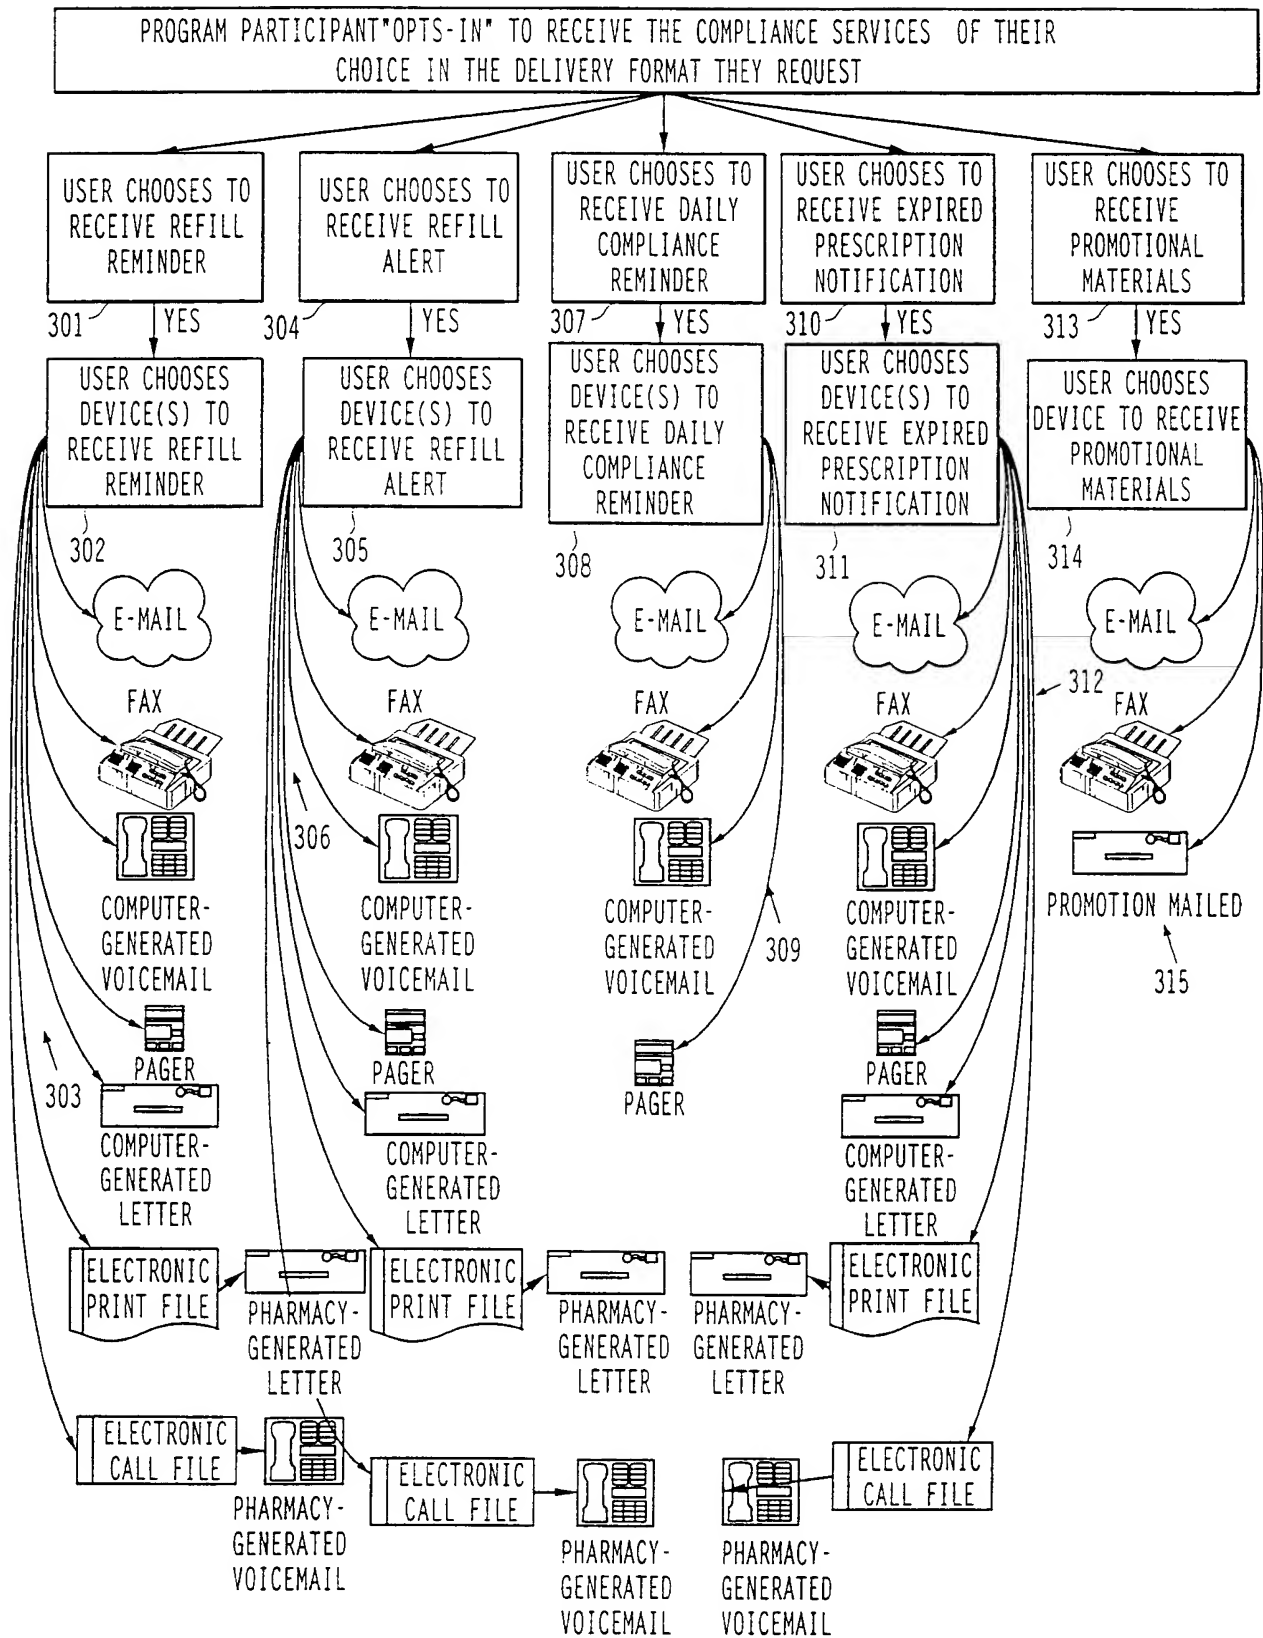 PROGRAM PARTICIPANT"OPTS-IN" TO RECEIVE THE COMPLIANCE SERVICES OF THEIR
CHOICE IN THE DELIVERY FORMAT THEY REQUEST
USER CHOOSES TO
RECEIVE REFILL
REMINDER
301
YES
USER CHOOSES TO
RECEIVE REFILL
ALERT
304
YES
USER CHOOSES TO
RECEIVE DAILY
COMPLIANCE
REMINDER
307
YES
USER CHOOSES TO
RECEIVE EXPIRED
PRESCRIPTION
NOTIFICATION
310
YES
USER CHOOSES TO
RECEIVE
PROMOTIONAL
MATERIALS
313
YES
USER CHOOSES
DEVICE(S) TO
RECEIVE REFILL
REMINDER
302
USER CHOOSES
DEVICE(S) TO
RECEIVE REFILL
ALERT
305
USER CHOOSES
DEVICE(S) TO
RECEIVE DAILY
COMPLIANCE
REMINDER
308
USER CHOOSES
DEVICE(S) TO
RECEIVE EXPIRED
PRESCRIPTION
NOTIFICATION
311
USER CHOOSES
DEVICE TO RECEIVE
PROMOTIONAL
MATERIALS
314
E-MAIL
E-MAIL
E-MAIL
E-MAIL
E-MAIL
312
FAX
FAX
FAX
FAX
FAX
306
COMPUTER-
GENERATED
VOICEMAIL
COMPUTER-
GENERATED
VOICEMAIL
COMPUTER-
GENERATED
VOICEMAIL
309
COMPUTER-
GENERATED
VOICEMAIL
PROMOTION MAILED
315
303
PAGER
PAGER
PAGER
PAGER
COMPUTER-
GENERATED
LETTER
COMPUTER-
GENERATED
LETTER
COMPUTER-
GENERATED
LETTER
ELECTRONIC
PRINT FILE
PHARMACY-
GENERATED
LETTER
ELECTRONIC
PRINT FILE
PHARMACY-
GENERATED
LETTER
PHARMACY-
GENERATED
LETTER
ELECTRONIC
PRINT FILE
ELECTRONIC
CALL FILE
PHARMACY-
GENERATED
VOICEMAIL
ELECTRONIC
CALL FILE
PHARMACY-
GENERATED
VOICEMAIL
PHARMACY-
GENERATED
VOICEMAIL
ELECTRONIC
CALL FILE